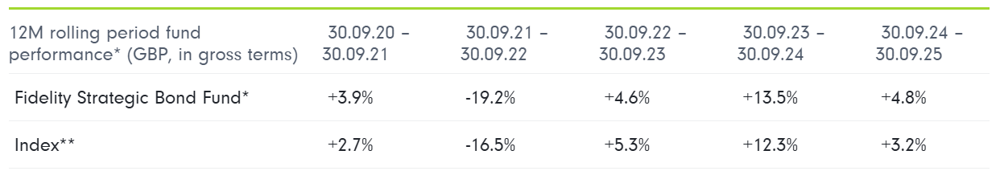 12M rolling period fund performance* (GBP, in gross terms) 30.09.20 – 30.09.21 30.09.21 – 30.09.22 30.09.22 – 30.09.23 30.09.23 – 30.09.24 30.09.24 – 30.09.25
Fidelity Strategic Bond Fund* +3.9% -19.2% +4.6% +13.5% +4.8%
Index** +2.7% -16.5% +5.3% +12.3% +3.2%